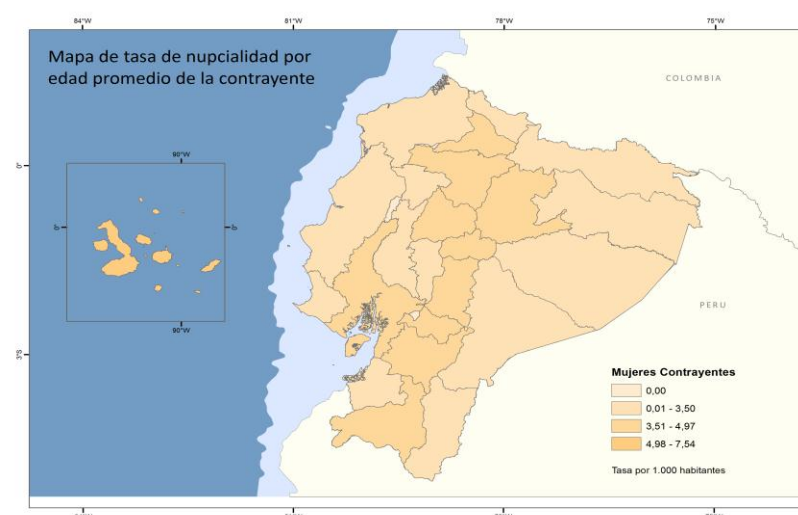 84°W 81°W 78°W 75°W
Mapa de tasa de nupcialidad por
edad promedio de la contrayente
COLOMBIA
0°
90°W
0° 0°
90°W
PERU
3°S
Mujeres Contrayentes
0,00
0,01 - 3,50
3,51 - 4,97
4,98 - 7,54
Tasa por 1.000 habitantes